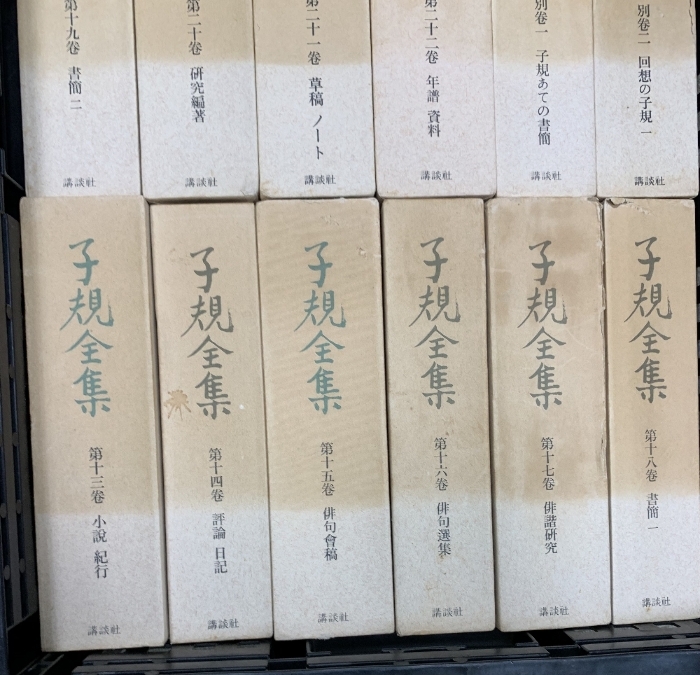 第十九巻 書簡 二
講談社
第二十巻 研究編著
講談社
第二十一巻 草稿 ノート
講談社
第二十二巻 年譜 資料
講談社
別巻一 子規あての書簡
講談社
別巻二 回想の子規 一
講談社
子規全集
第十三巻 小說 紀行
講談社
子規全集
第十四巻 評論 日記
講談社
子規全集
第十五巻 俳句會稿
講談社
子規全集
第十六巻 俳句選集
講談社
子規全集
第十七巻 俳諧研究
講談社
子規全集
第十八巻 書簡 一
講談社